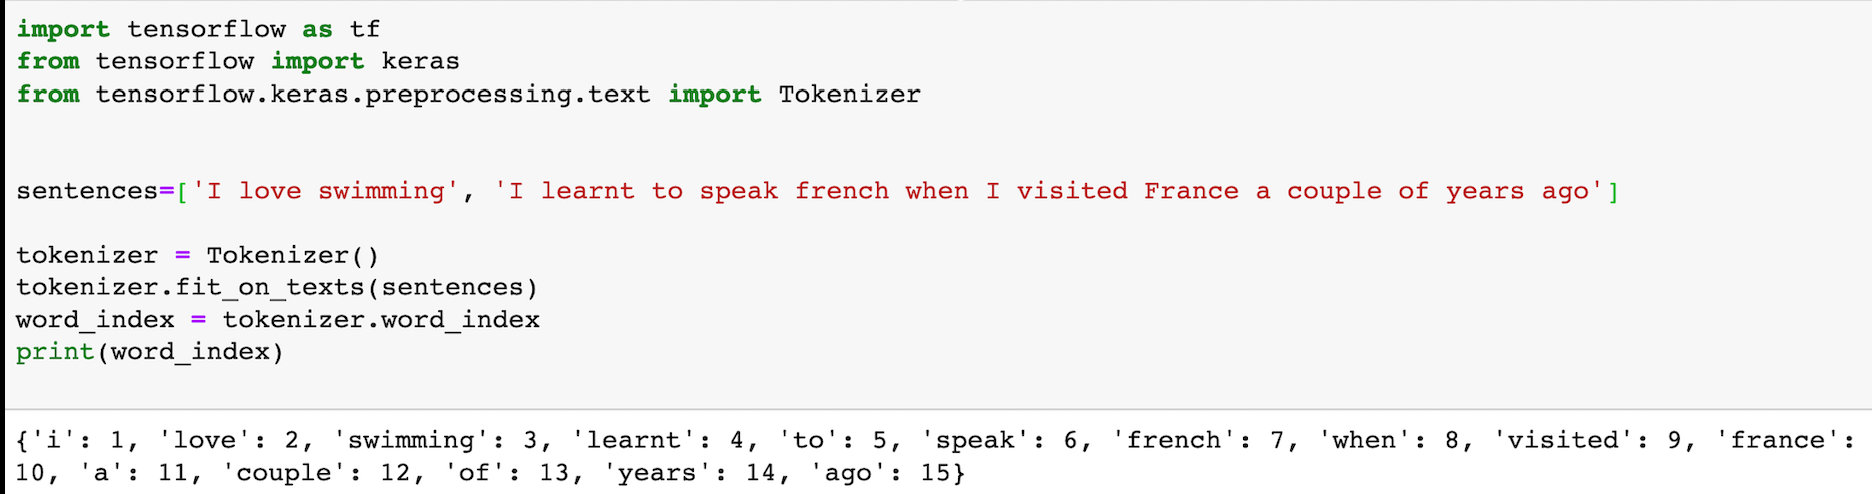 import tensorflow as tf
from tensorflow import keras
from tensorflow.keras.preprocessing.text import Tokenizer
sentences=['I love swimming', 'I learnt to speak french when I visited France a couple of years ago']
tokenizer = Tokenizer()
tokenizer.fit_on_texts(sentences)
word_index = tokenizer.word_index
print(word_index)
{'i': 1, 'love': 2, 'swimming': 3, 'learnt': 4, 'to': 5, 'speak': 6, 'french': 7, 'when': 8, 'visited': 9, 'france':
10, 'a': 11, 'couple': 12, 'of': 13, 'years': 14, 'ago': 15}